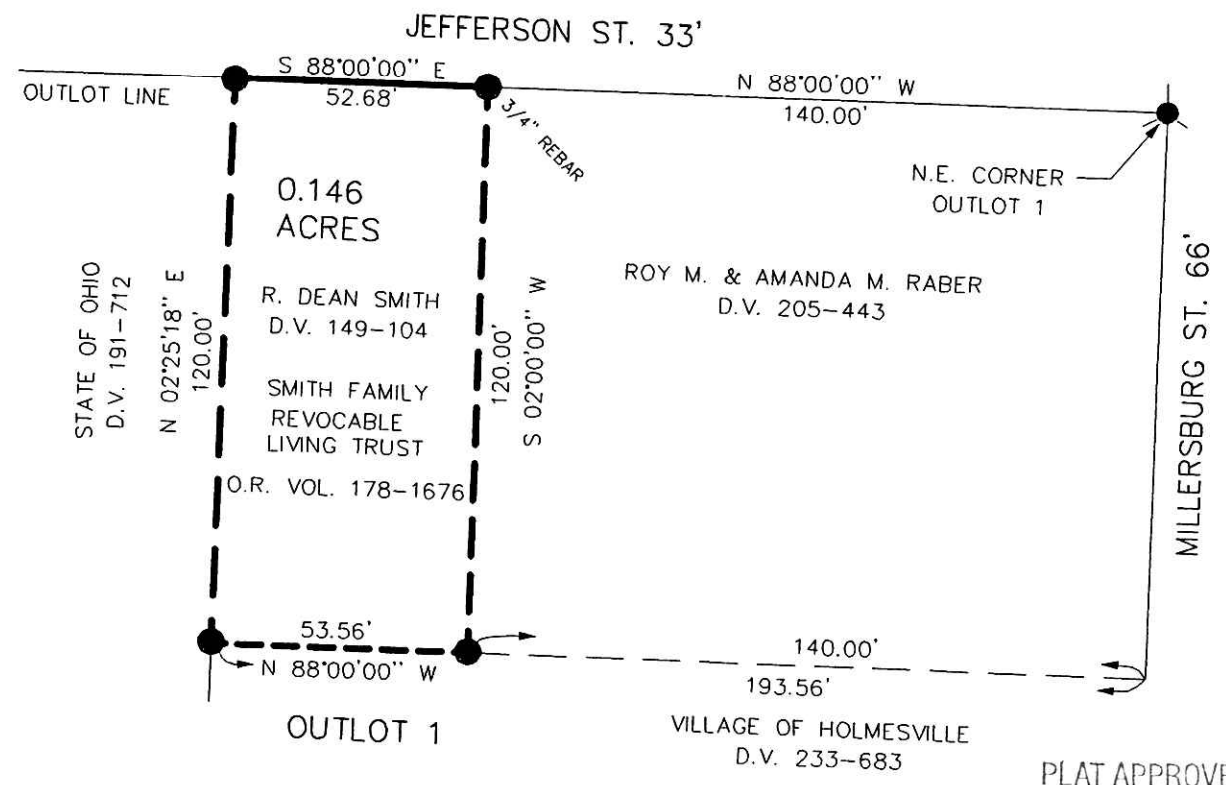 JEFFERSON ST. 33'
S 88°00'00" E
52.68'
N 88°00'00" W
140.00'
OUTLOT LINE
3/4" REBAR
N.E. CORNER
OUTLOT 1
0.146
ACRES
STATE OF OHIO
D.V. 191-712
N 02°25'18" E
120.00'
R. DEAN SMITH
D.V. 149-104
SMITH FAMILY
REVOCABLE
LIVING TRUST
O.R. VOL. 178-1676
120.00'
S 02°00'00" W
ROY M. & AMANDA M. RABER
D.V. 205-443
MILLERSBURG ST. 66'
53.56'
N 88°00'00" W
140.00'
193.56'
OUTLOT 1
VILLAGE OF HOLMESVILLE
D.V. 233-683
PLAT APPROVE